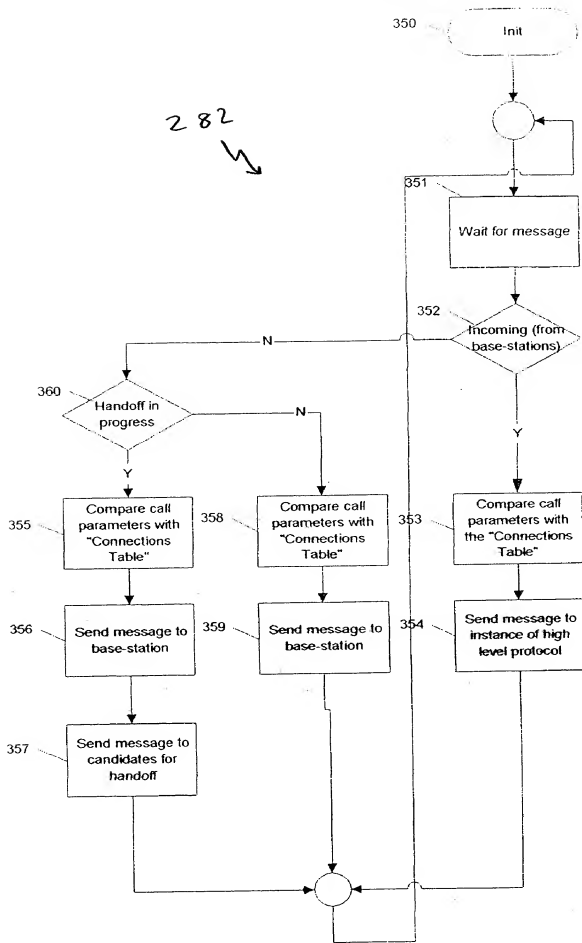 350
Init
282
351
Wait for message
352
Incoming (from
base-stations)
N
360
Handoff in
progress
N
Y
Y
355
Compare call
parameters with
"Connections
Table"
358
Compare call
parameters with
"Connections
Table"
353
Compare call
parameters with
the "Connections
Table"
356
Send message to
base-station
359
Send message to
base-station
354
Send message to
instance of high
level protocol
357
Send message to
candidates for
handoff